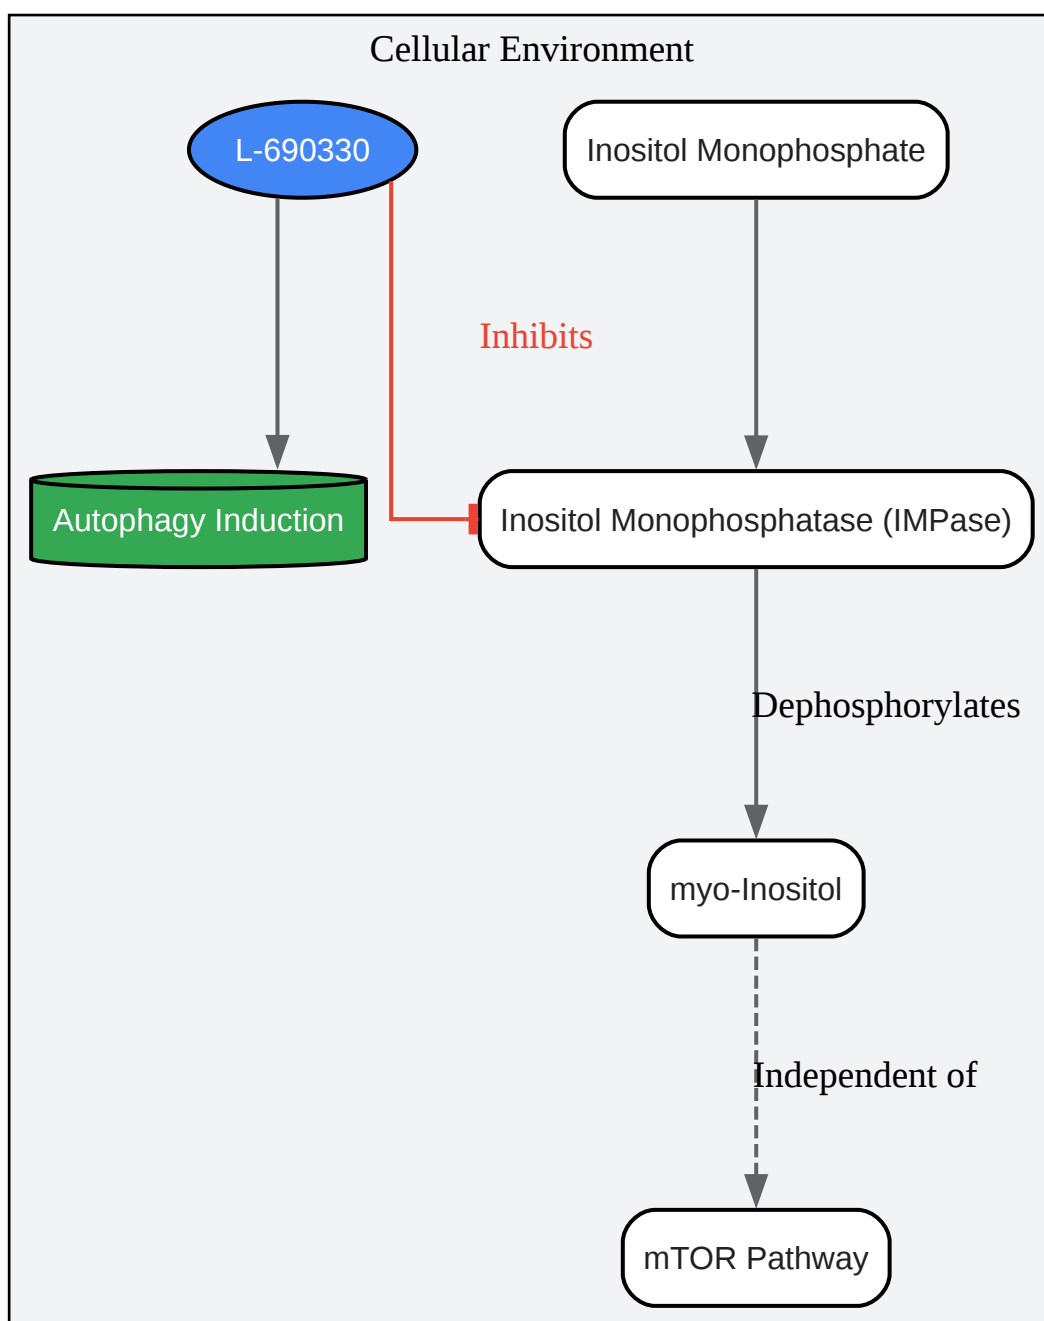 Cellular Environment
L-690330
Inositol Monophosphate
Inhibits
Autophagy Induction
Inositol Monophosphatase (IMPase)
Dephosphorylates
myo-Inositol
Independent of
mTOR Pathway